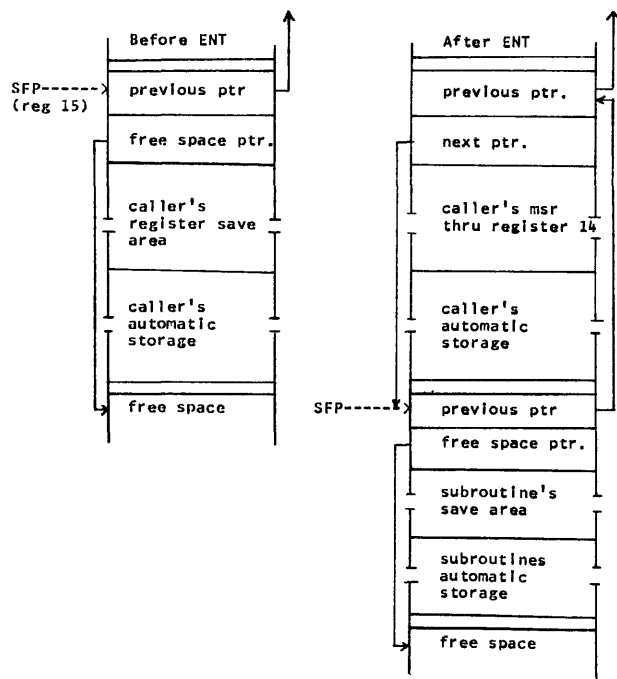 Before ENT
SFP------>
(reg 15)
previous ptr
free space ptr.
caller's
register save
area
caller's
automatic
storage
free space
After ENT
previous ptr.
next ptr.
caller's msr
thru register 14
caller's
automatic
storage
SFP------>
previous ptr
free space ptr.
subroutine's
save area
subroutines
automatic
storage
free space